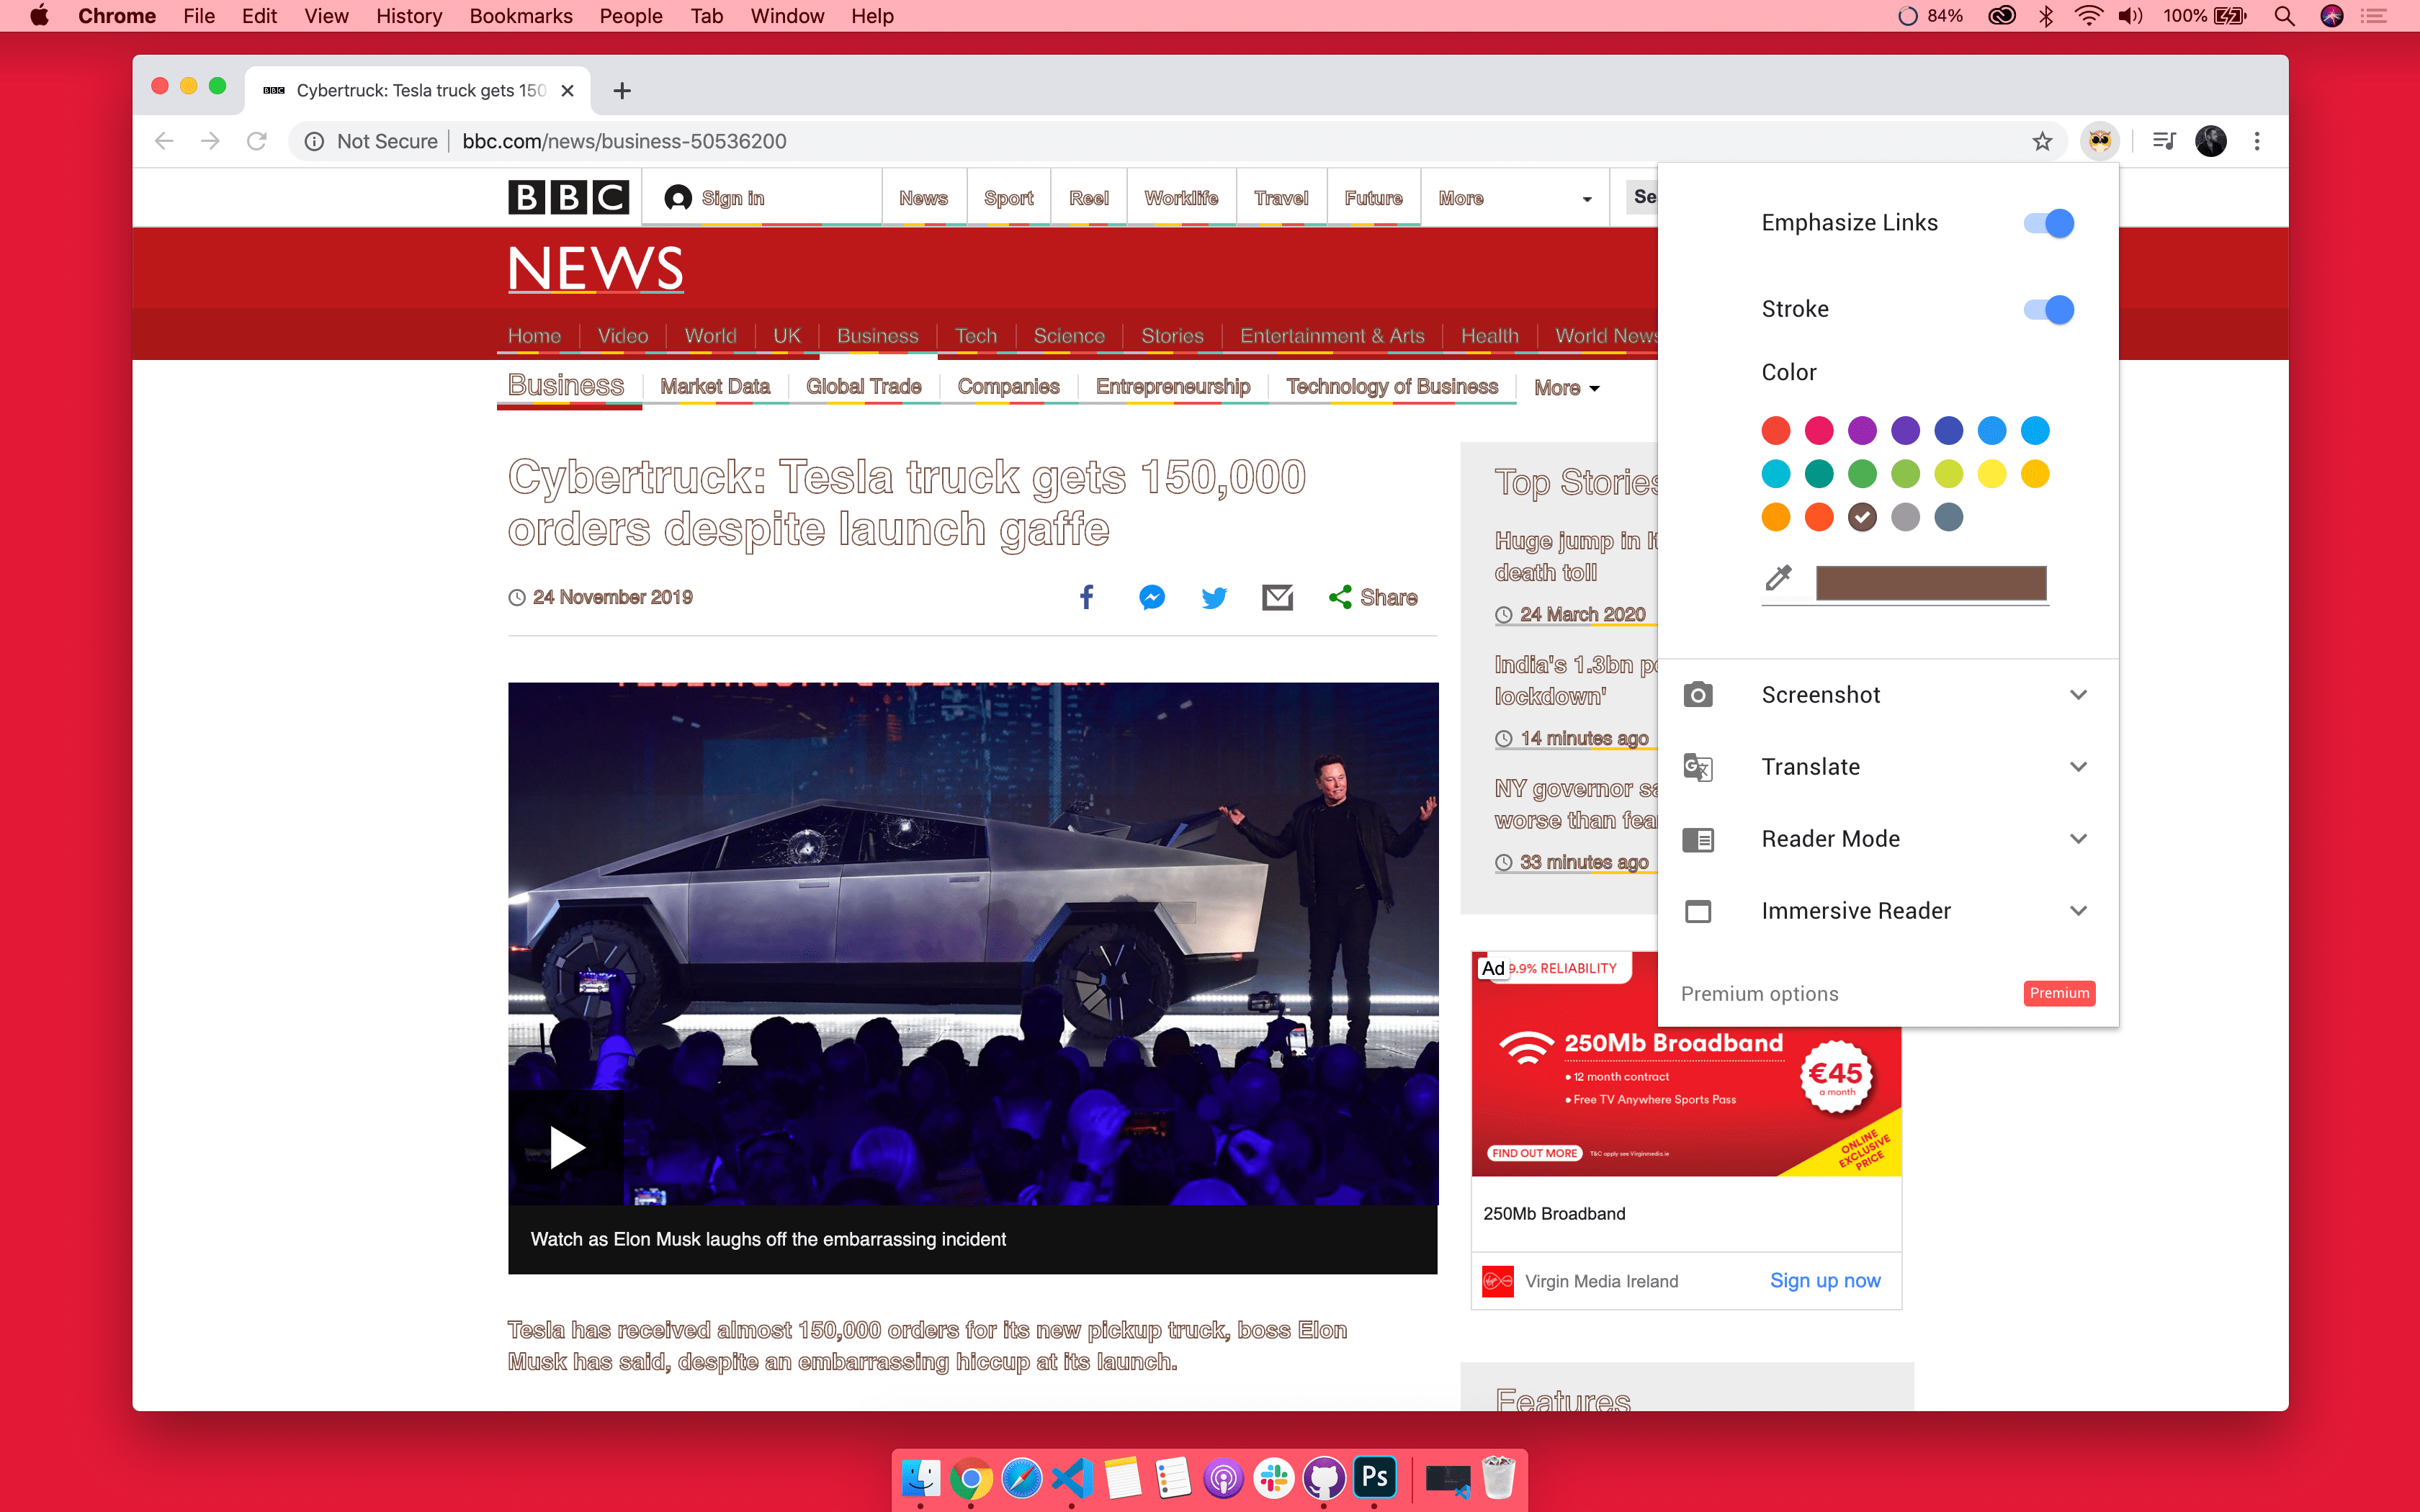 Chrome File Edit View History Bookmarks People Tab Window Help
84% 100%
BBC Cybertruck: Tesla truck gets 150
Not Secure bbc.com/news/business-50536200
BBC Sign in News Sport Reel Worklife Travel Future More Se
NEWS
Home Video World UK Business Tech Science Stories Entertainment & Arts Health World News
Business Market Data Global Trade Companies Entrepreneurship Technology of Business More
Cybertruck: Tesla truck gets 150,000
orders despite launch gaffe
24 November 2019
Share
Watch as Elon Musk laughs off the embarrassing incident
Tesla has received almost 150,000 orders for its new pickup truck, boss Elon
Musk has said, despite an embarrassing hiccup at its launch.
Top Stories
Huge jump in
death toll
24 March 2020
India's 1.3bn
lockdown'
14 minutes ago
NY governor
worse than
33 minutes ago
Ad 9.9% RELIABILITY
250Mb Broadband
• 12 month contract
• Free TV Anywhere Sports Pass
€45
a month
FIND OUT MORE T&C apply see Virginmedia.ie
ONLINE
EXCLUSIVE
PRICE
250Mb Broadband
Virgin Media Ireland Sign up now
Features
Emphasize Links
Stroke
Color
Screenshot
Translate
Reader Mode
Immersive Reader
Premium options Premium
Ps